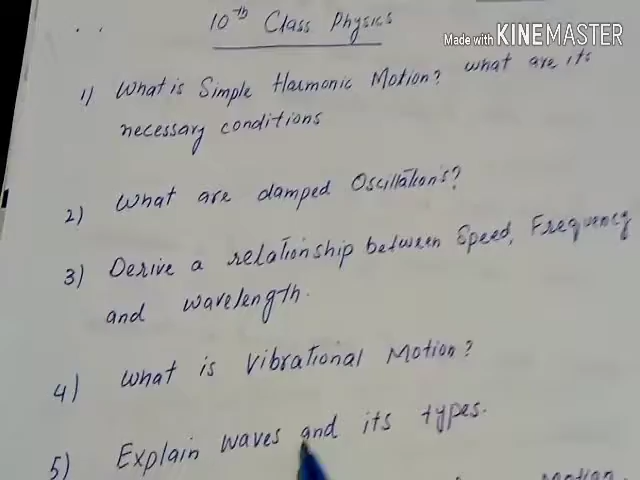 10th Class Physics
Made with KINEMASTER
1) What is Simple Harmonic Motion? what are its
necessary conditions
2) What are damped Oscillations?
3) Derive a relationship between Speed, Frequency
and wavelength.
4) What is Vibrational Motion?
5) Explain waves and its types.